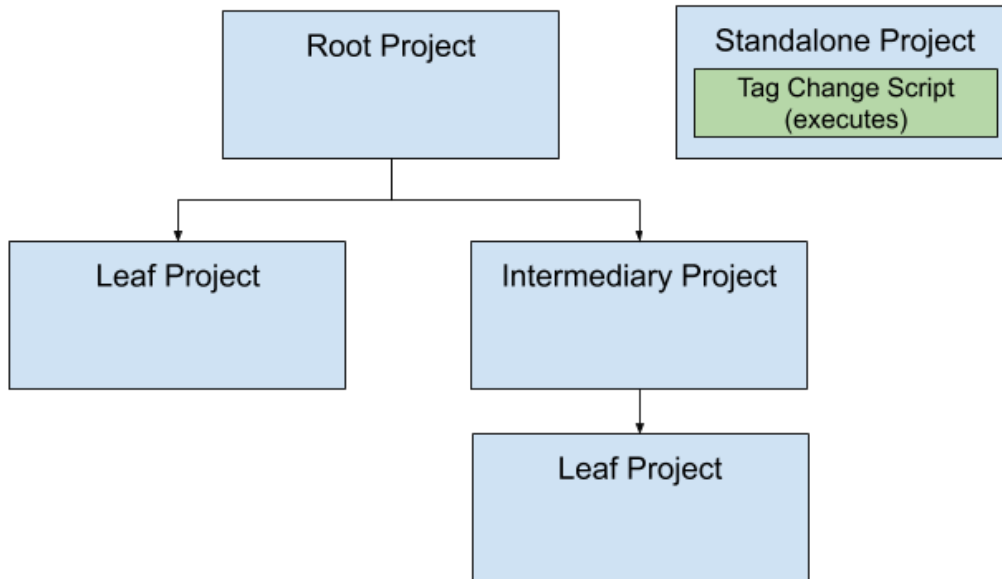 Root Project
Standalone Project
Tag Change Script
(executes)
Leaf Project
Intermediary Project
Leaf Project